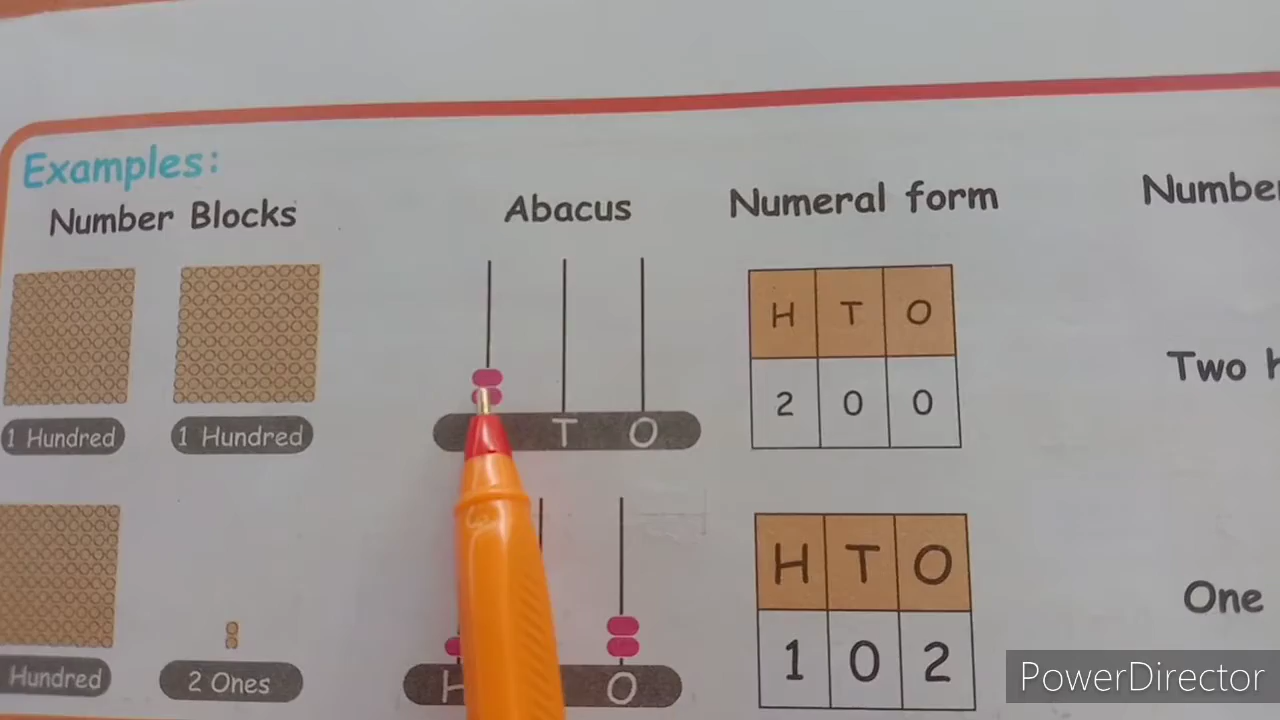 Examples:
Number Blocks Abacus Numeral form Number
H T O
1 Hundred 1 Hundred T O 2 0 0 Two
H T O
Hundred 2 Ones H O 1 0 2 One
PowerDirector